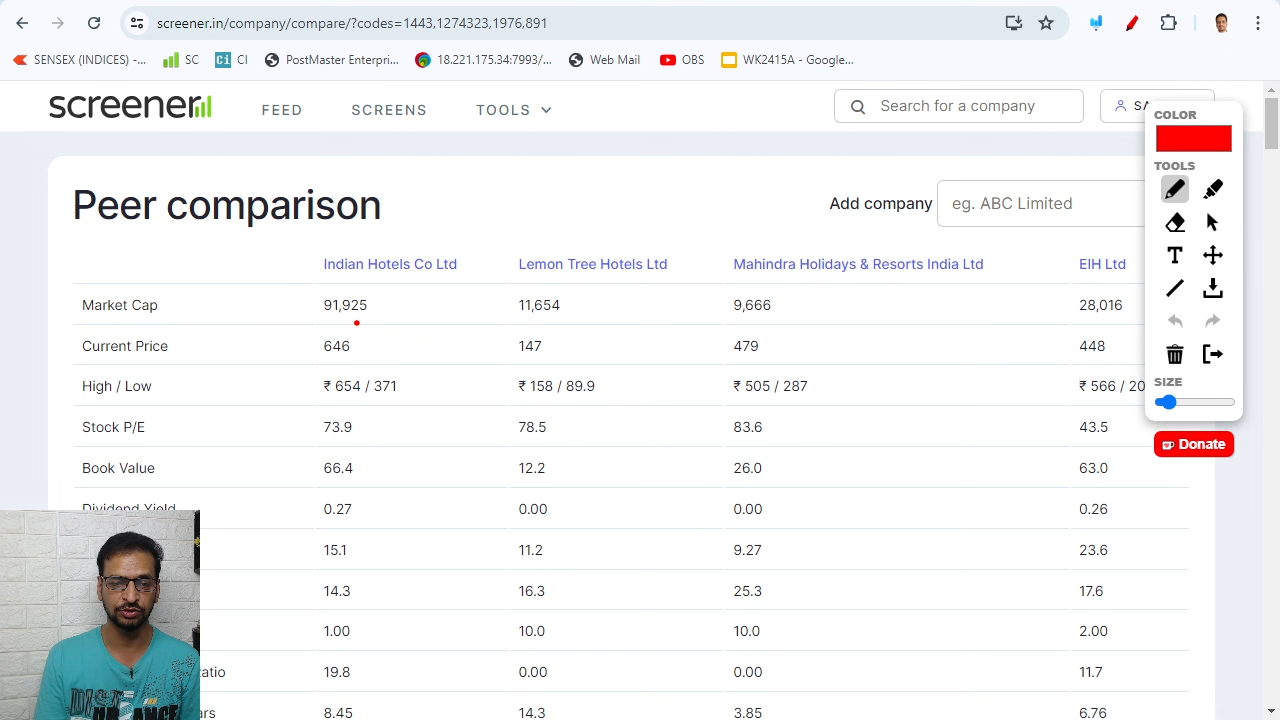 screener.in/company/compare/?codes=1443,1274323,1976,891
SENSEX (INDICES) -... SC CI PostMaster Enterpri... 18.221.175.34:7993/... Web Mail OBS WK2415A - Google...
screener FEED SCREENS TOOLS Search for a company SA
COLOR
TOOLS
SIZE
Donate
Peer comparison
Add company eg. ABC Limited
Indian Hotels Co Ltd Lemon Tree Hotels Ltd Mahindra Holidays & Resorts India Ltd EIH Ltd
Market Cap 91,925 11,654 9,666 28,016
Current Price 646 147 479 448
High / Low ₹ 654 / 371 ₹ 158 / 89.9 ₹ 505 / 287 ₹ 566 / 20
Stock P/E 73.9 78.5 83.6 43.5
Book Value 66.4 12.2 26.0 63.0
Dividend Yield 0.27 0.00 0.00 0.26
15.1 11.2 9.27 23.6
14.3 16.3 25.3 17.6
1.00 10.0 10.0 2.00
atio 19.8 0.00 0.00 11.7
ars 8.45 14.3 3.85 6.76